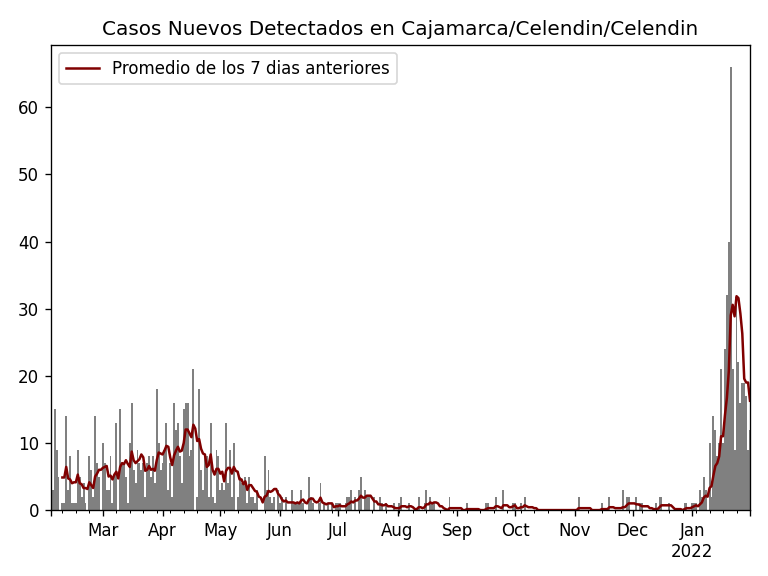 Casos Nuevos Detectados en Cajamarca/Celendin/Celendin
Promedio de los 7 dias anteriores
60
50
40
30
20
10
0
Mar Apr May Jun Jul Aug Sep Oct Nov Dec Jan
2022